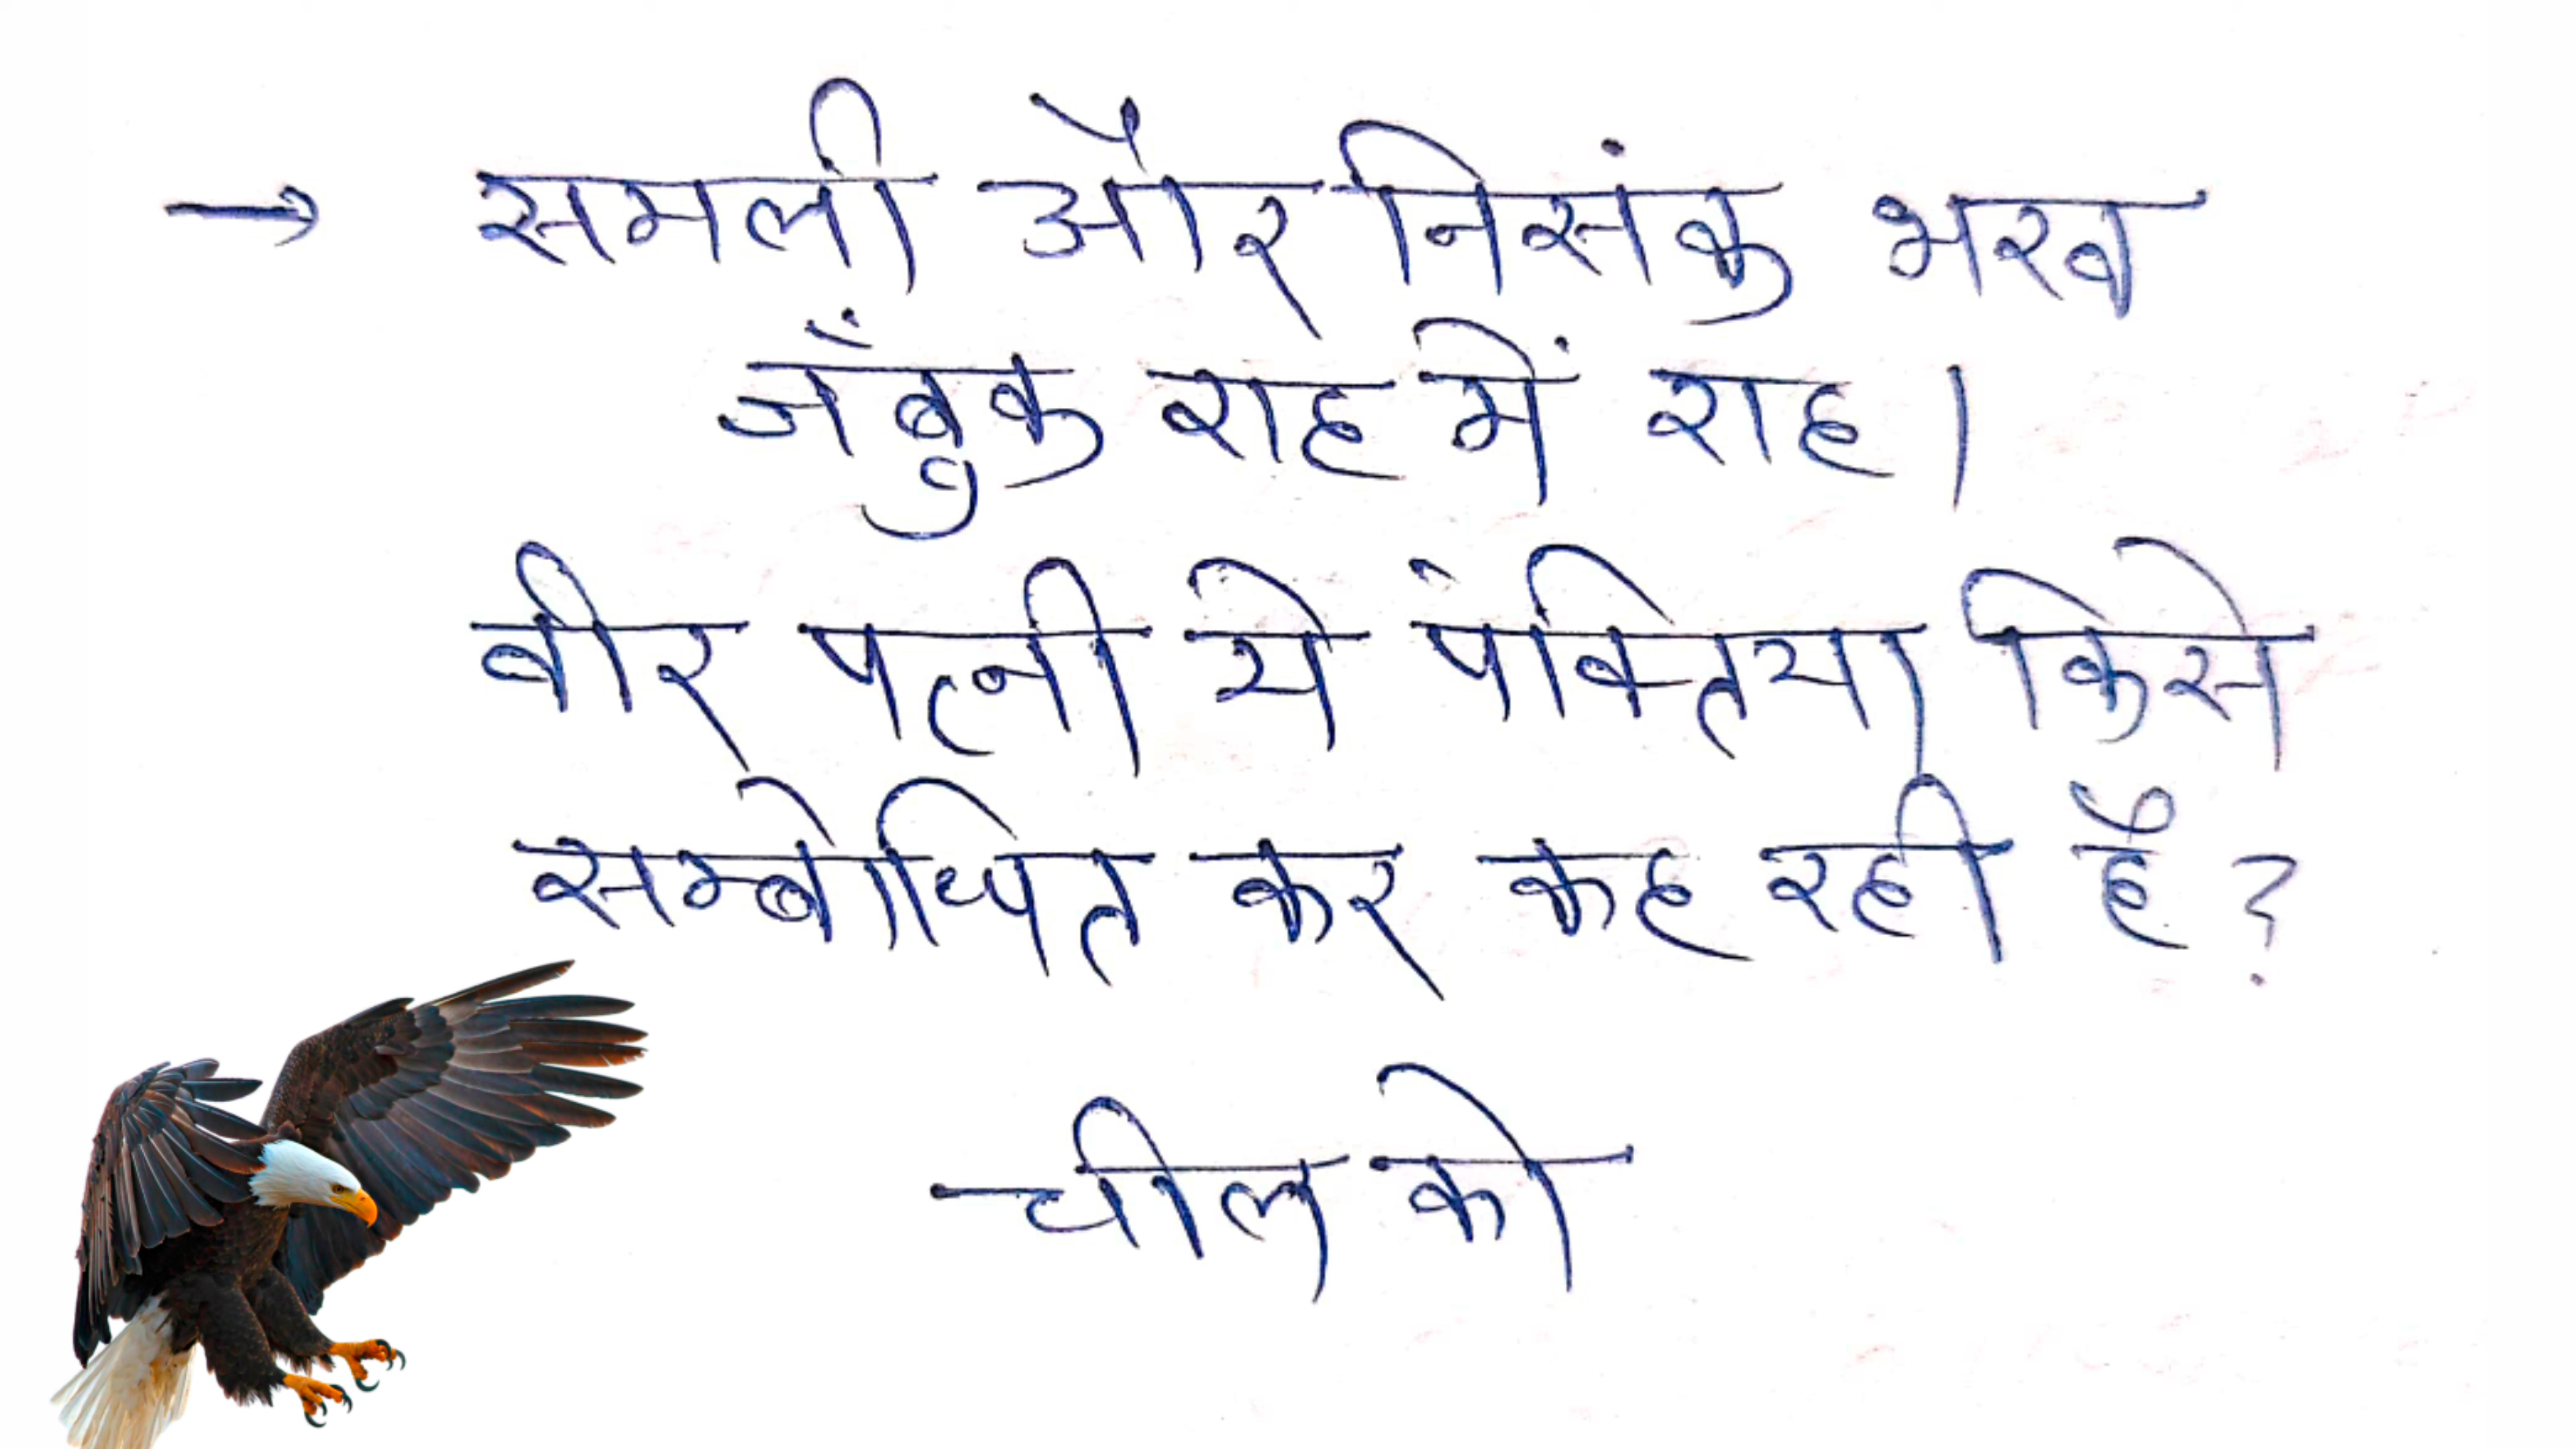 → समली और निसंक भख
जँबुक राह में राह।
वीर पत्नी ये पंक्तिया किसे
सम्बोधित कर कह रही है?
चील को